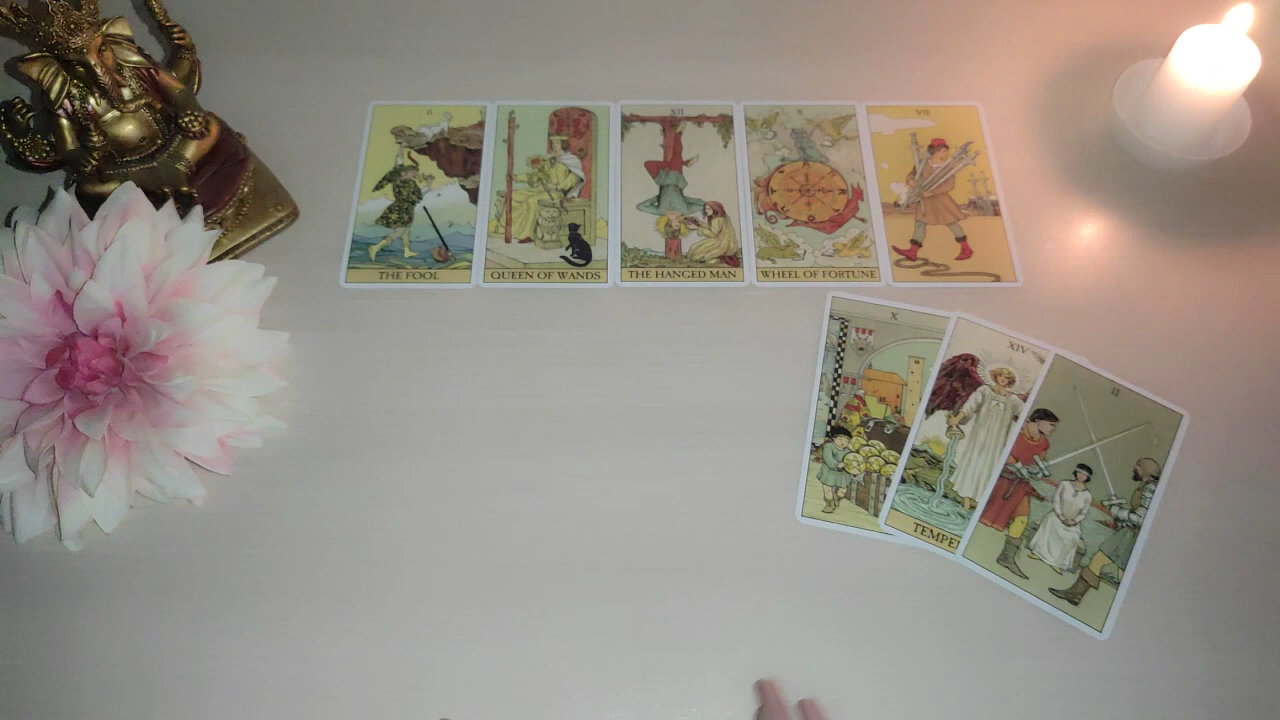 0
THE FOOL
QUEEN OF WANDS
XII
THE HANGED MAN
X
WHEEL OF FORTUNE
VII
X
XIV
TEMPE
II